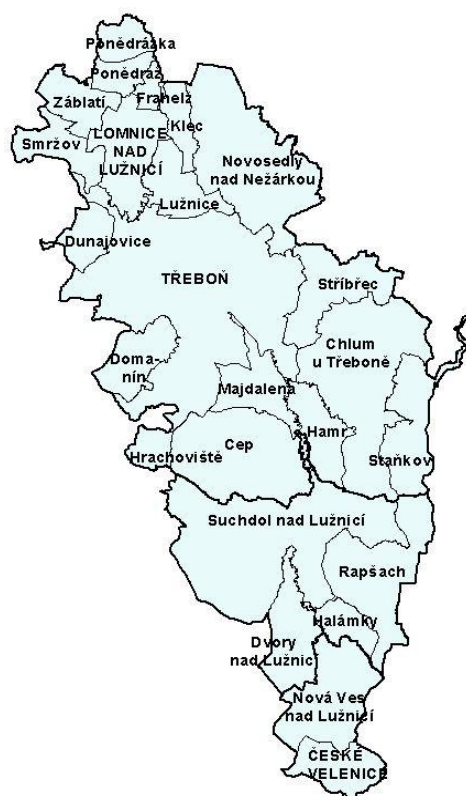 Ponědrážka
Ponědraž
Frahelž
Záblatí
Klec
LOMNICE
NAD
LUŽNICÍ
Smržov
Novosedly
nad Nežárkou
Lužnice
Dunajovice
TŘEBOŇ
Stříbřec
Chlum
u Třeboně
Doma-
nín
Majdalena
Hamr
Cep
Hrachoviště
Staňkov
Suchdol nad Lužnicí
Rapšach
Halámky
Dvory
nad Lužnicí
Nová Ves
nad Lužnicí
ČESKÉ
VELENICE